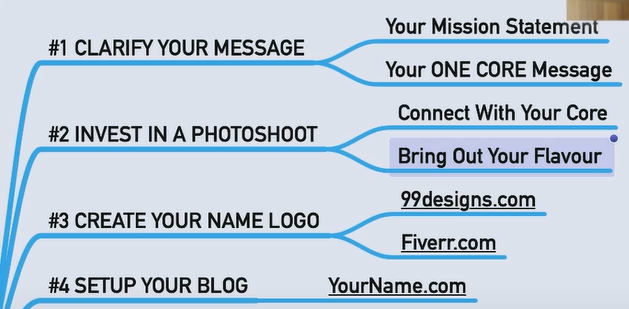 #1 CLARIFY YOUR MESSAGE
Your Mission Statement
Your ONE CORE Message
#2 INVEST IN A PHOTOSHOOT
Connect With Your Core
Bring Out Your Flavour
#3 CREATE YOUR NAME LOGO
99designs.com
Fiverr.com
#4 SETUP YOUR BLOG
YourName.com